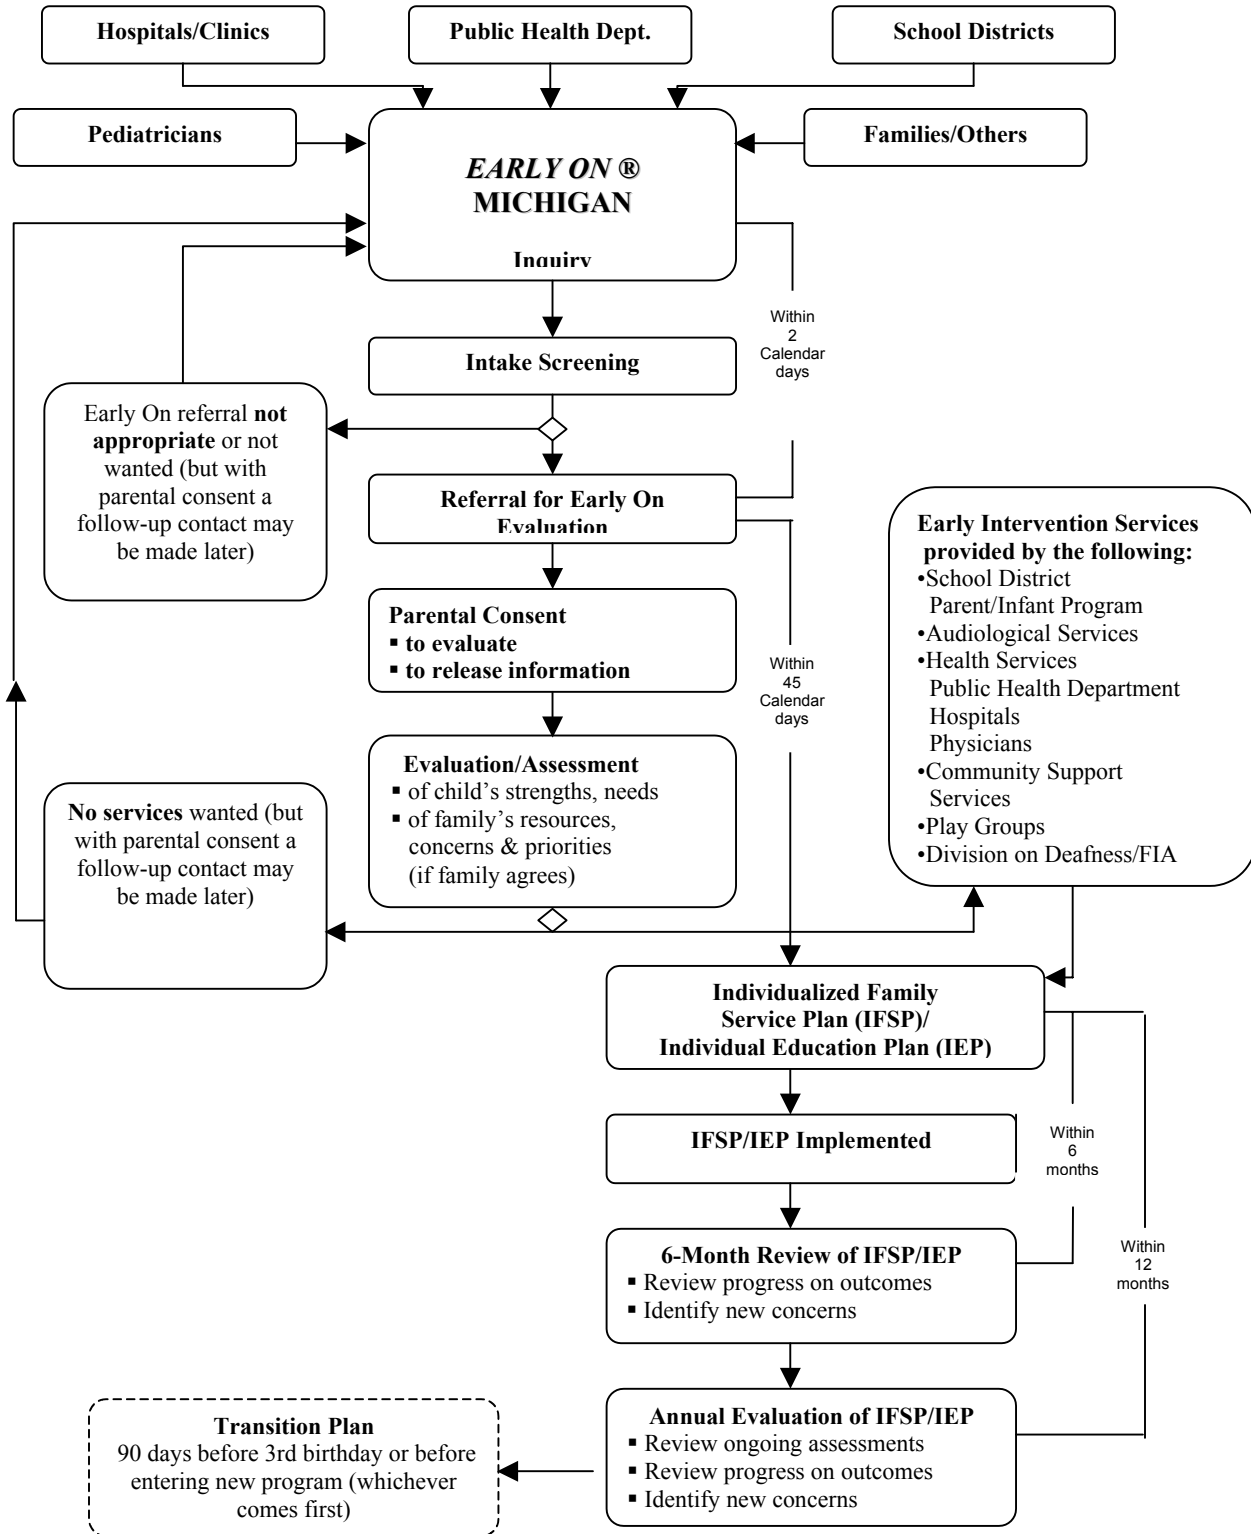 Hospitals/Clinics
Public Health Dept.
School Districts
Pediatricians
Families/Others
EARLY ON ®
MICHIGAN
Inquiry
Within
2
Calendar
days
Intake Screening
Early On referral not
appropriate or not
wanted (but with
parental consent a
follow-up contact may
be made later)
Referral for Early On
Evaluation
Early Intervention Services
provided by the following:
•School District
Parent/Infant Program
•Audiological Services
•Health Services
Public Health Department
Hospitals
Physicians
•Community Support
Services
•Play Groups
•Division on Deafness/FIA
Parental Consent
▪ to evaluate
▪ to release information
Within
45
Calendar
days
Evaluation/Assessment
▪ of child’s strengths, needs
▪ of family’s resources,
concerns & priorities
(if family agrees)
No services wanted (but
with parental consent a
follow-up contact may
be made later)
Individualized Family
Service Plan (IFSP)/
Individual Education Plan (IEP)
IFSP/IEP Implemented
Within
6
months
6-Month Review of IFSP/IEP
▪ Review progress on outcomes
▪ Identify new concerns
Within
12
months
Annual Evaluation of IFSP/IEP
▪ Review ongoing assessments
▪ Review progress on outcomes
▪ Identify new concerns
Transition Plan
90 days before 3rd birthday or before
entering new program (whichever
comes first)